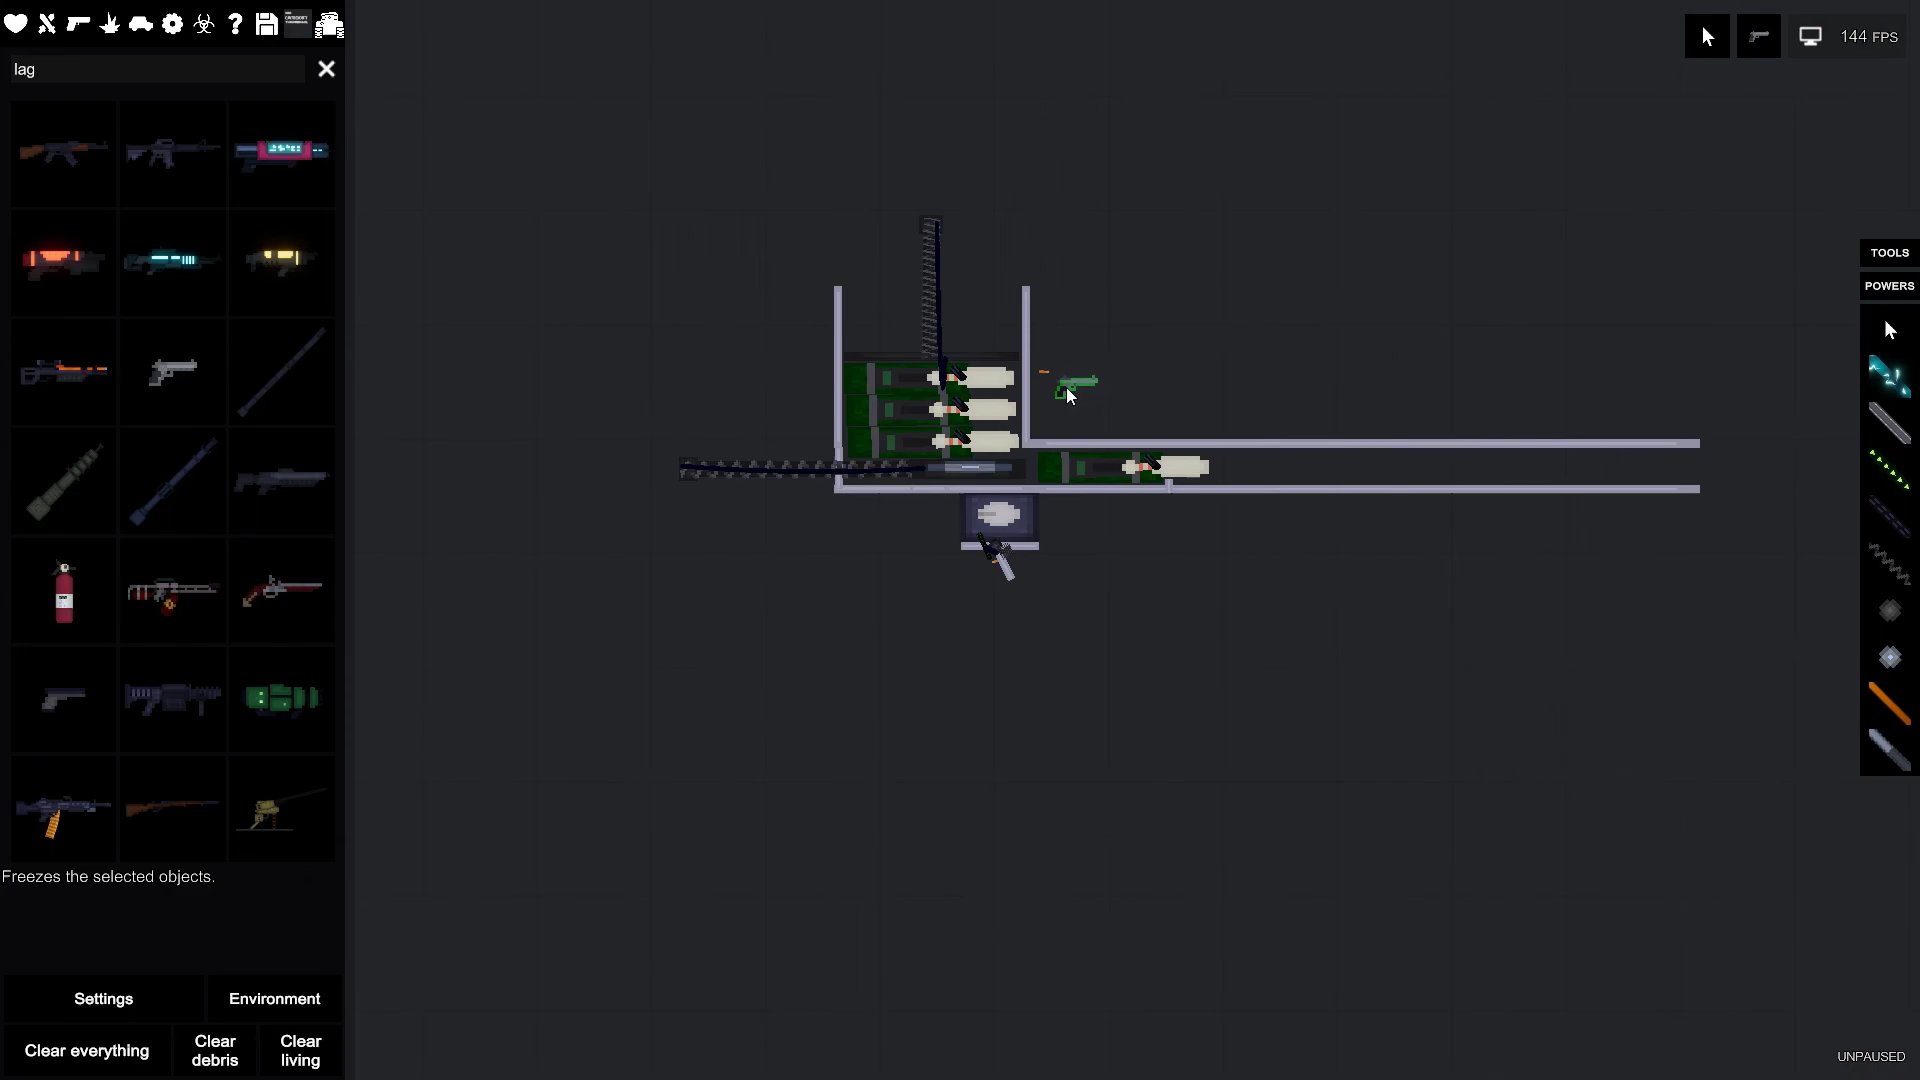 lag
144 FPS
TOOLS
POWERS
Freezes the selected objects.
Settings
Environment
Clear everything
Clear
debris
Clear
living
UNPAUSED